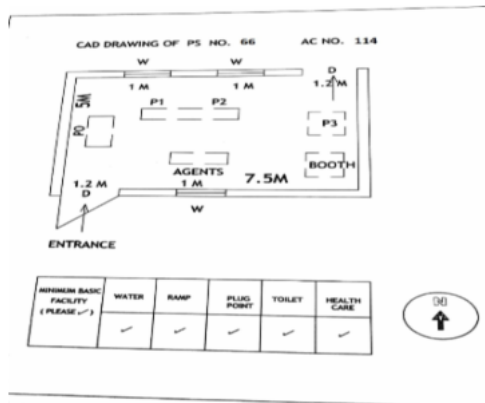 CAD DRAWING OF PS NO. 66 AC NO. 114
W W D
1 M 1 M 1.2 M
5M P1 P2
PO P3
AGENTS BOOTH
1.2 M 1 M 7.5M
D
W
ENTRANCE
MINIMUM BASIC FACILITY (PLEASE ✓) WATER RAMP PLUG POINT TOILET HEALTH CARE
✓ ✓ ✓ ✓ ✓
N